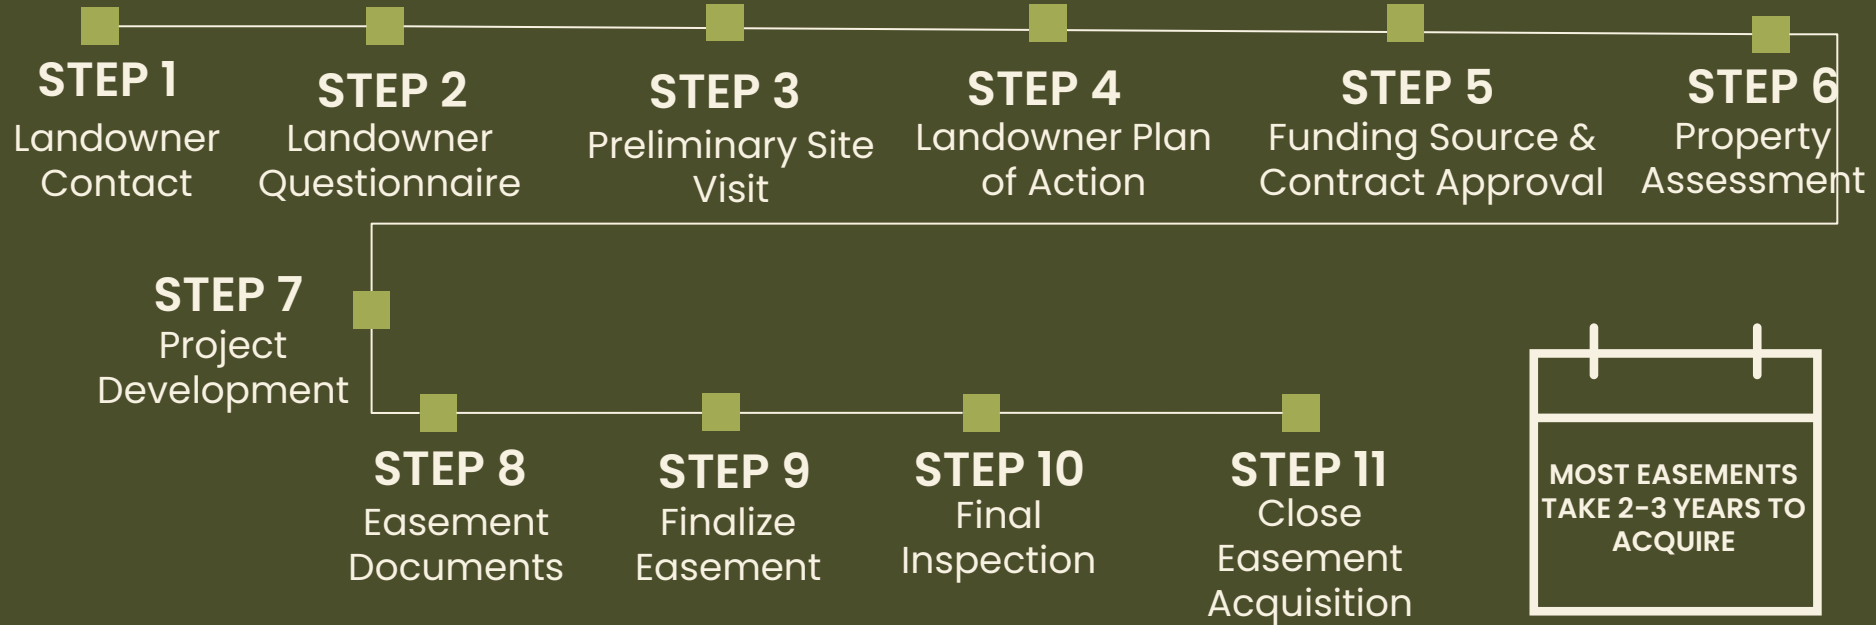 STEP 1
Landowner
Contact
STEP 2
Landowner
Questionnaire
STEP 3
Preliminary Site
Visit
STEP 4
Landowner Plan
of Action
STEP 5
Funding Source &
Contract Approval
STEP 6
Property
Assessment
STEP 7
Project
Development
STEP 8
Easement
Documents
STEP 9
Finalize
Easement
STEP 10
Final
Inspection
STEP 11
Close
Easement
Acquisition
MOST EASEMENTS
TAKE 2-3 YEARS TO
ACQUIRE